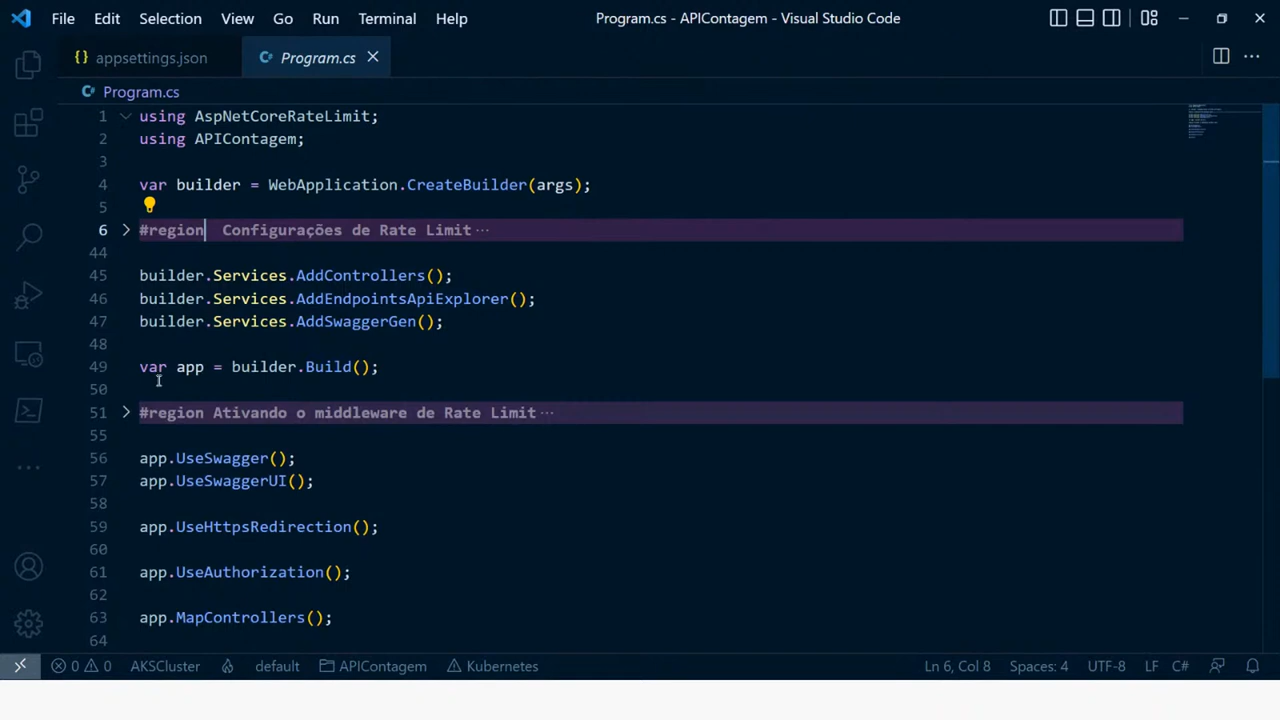 File Edit Selection View Go Run Terminal Help Program.cs - APIContagem - Visual Studio Code
{} appsettings.json Program.cs
Program.cs
1 using AspNetCoreRateLimit;
2 using APIContagem;
3
4 var builder = WebApplication.CreateBuilder(args);
5
6 #region Configurações de Rate Limit ...
44
45 builder.Services.AddControllers();
46 builder.Services.AddEndpointsApiExplorer();
47 builder.Services.AddSwaggerGen();
48
49 var app = builder.Build();
50
51 #region Ativando o middleware de Rate Limit ...
55
56 app.UseSwagger();
57 app.UseSwaggerUI();
58
59 app.UseHttpsRedirection();
60
61 app.UseAuthorization();
62
63 app.MapControllers();
64
0 0 AKSCluster default APIContagem Kubernetes Ln 6, Col 8 Spaces: 4 UTF-8 LF C#